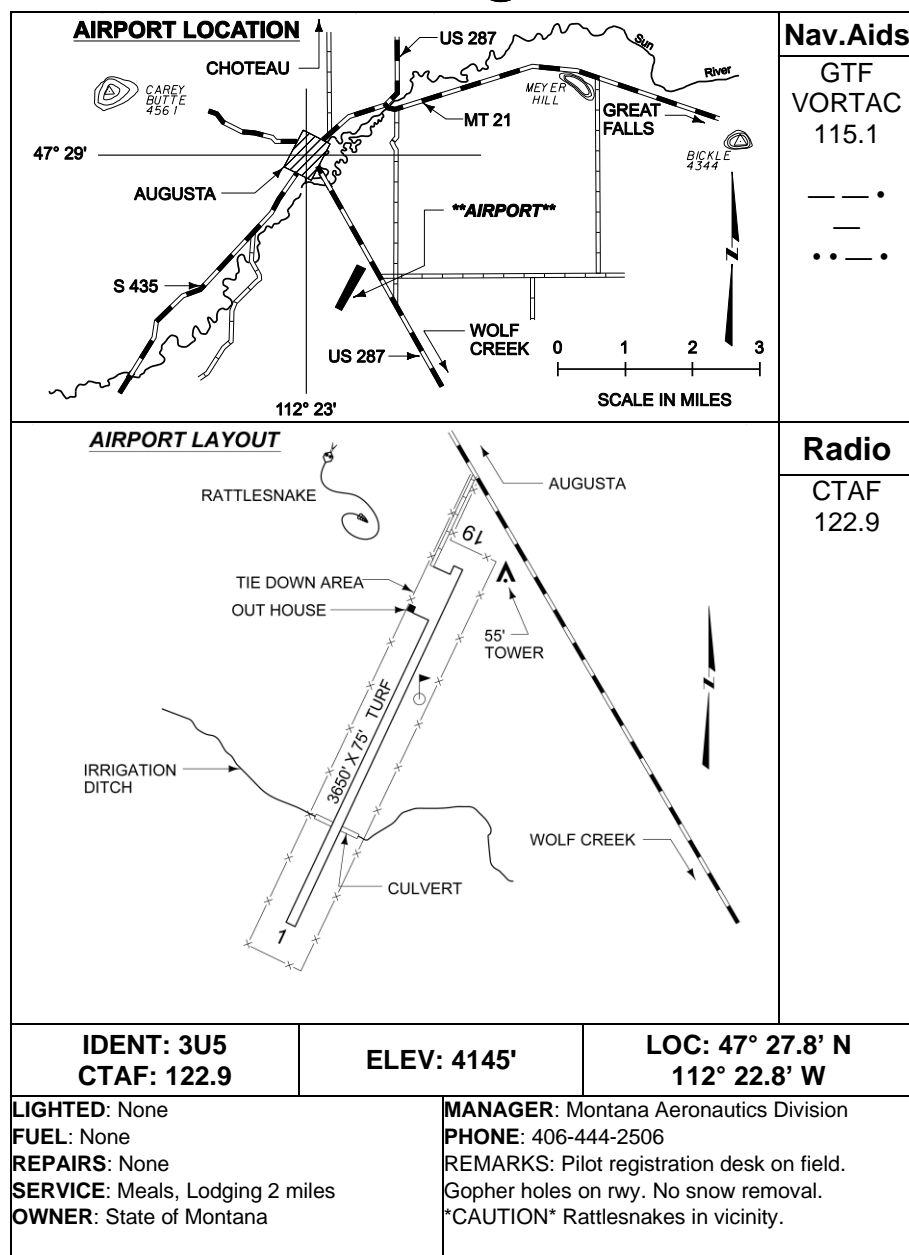 AIRPORT LOCATION
US 287
CHOTEAU
Sun
River
CAREY
BUTTE
4561
MEYER
HILL
GREAT
FALLS
MT 21
47° 29'
BICKLE
4344
AUGUSTA
**AIRPORT**
N
S 435
WOLF
CREEK
US 287
0 1 2 3
SCALE IN MILES
112° 23'
Nav.Aids
GTF
VORTAC
115.1
— — •
—
• • — •
AIRPORT LAYOUT
RATTLESNAKE
AUGUSTA
19
TIE DOWN AREA
OUT HOUSE
55'
TOWER
N
3650' X 75' TURF
IRRIGATION
DITCH
WOLF CREEK
CULVERT
1
Radio
CTAF
122.9
IDENT: 3U5
CTAF: 122.9
ELEV: 4145'
LOC: 47° 27.8’ N
112° 22.8’ W
LIGHTED: None
FUEL: None
REPAIRS: None
SERVICE: Meals, Lodging 2 miles
OWNER: State of Montana
MANAGER: Montana Aeronautics Division
PHONE: 406-444-2506
REMARKS: Pilot registration desk on field.
Gopher holes on rwy. No snow removal.
*CAUTION* Rattlesnakes in vicinity.